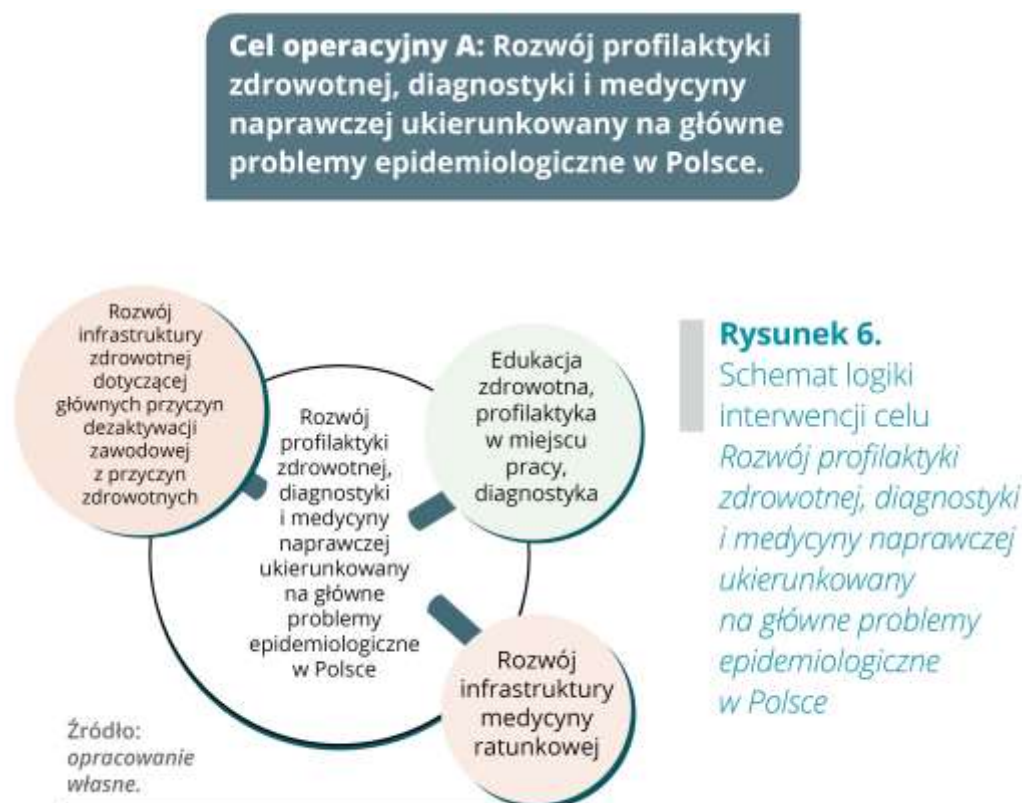 Cel operacyjny A: Rozwój profilaktyki
zdrowotnej, diagnostyki i medycyny
naprawczej ukierunkowany na główne
problemy epidemiologiczne w Polsce.
Rozwój
infrastruktury
zdrowotnej
dotyczącej
głównych przyczyn
dezaktywacji
zawodowej
z przyczyn
zdrowotnych
Rozwój
profilaktyki
zdrowotnej,
diagnostyki
i medycyny
naprawczej
ukierunkowany
na główne
problemy
epidemiologiczne
w Polsce
Edukacja
zdrowotna,
profilaktyka
w miejscu
pracy,
diagnostyka
Rozwój
infrastruktury
medycyny
ratunkowej
Rysunek 6.
Schemat logiki
interwencji celu
Rozwój profilaktyki
zdrowotnej, diagnostyki
i medycyny naprawczej
ukierunkowany
na główne problemy
epidemiologiczne
w Polsce
Źródło:
opracowanie
własne.